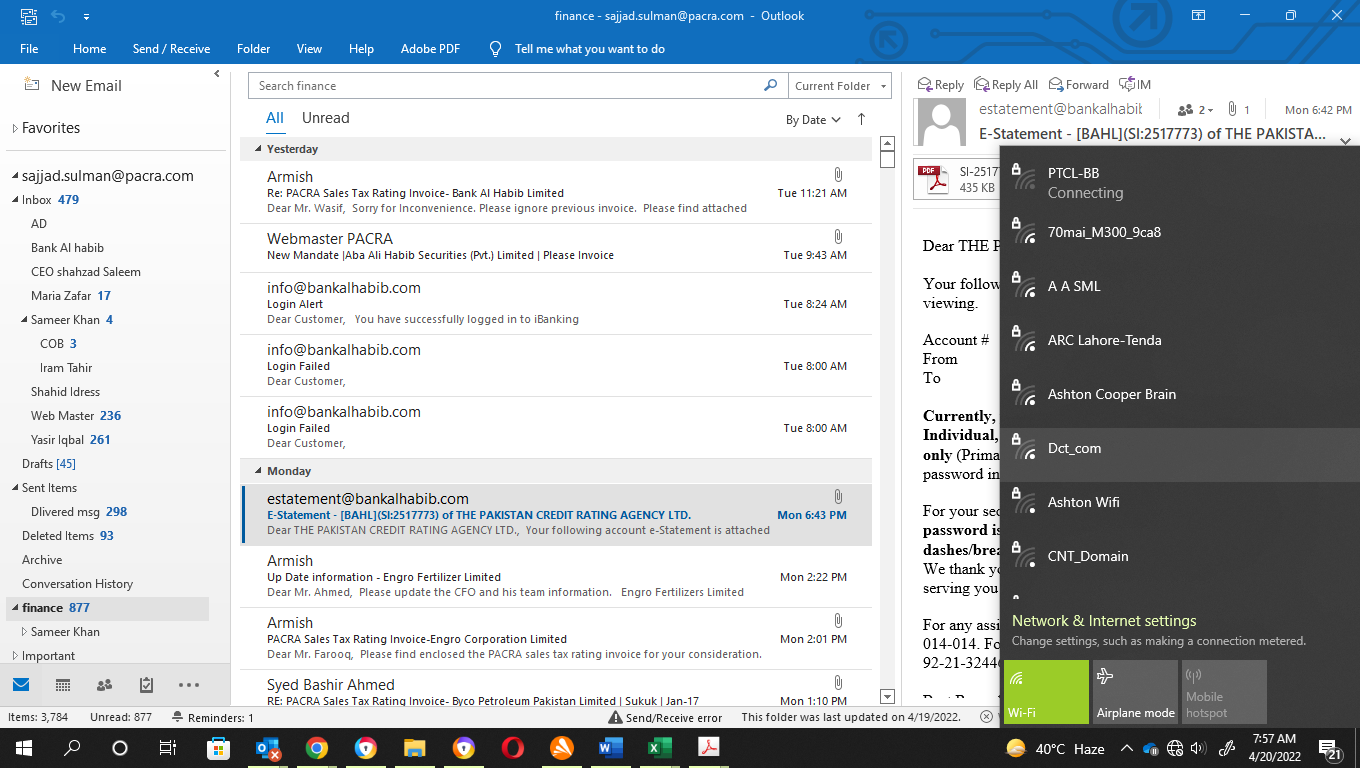 finance - sajjad.sulman@pacra.com - Outlook
File Home Send / Receive Folder View Help Adobe PDF Tell me what you want to do
New Email
Favorites
sajjad.sulman@pacra.com
Inbox 479
AD
Bank Al habib
CEO shahzad Saleem
Maria Zafar 17
Sameer Khan 4
COB 3
Iram Tahir
Shahid Idress
Web Master 236
Yasir Iqbal 261
Drafts [45]
Sent Items
Dlivered msg 298
Deleted Items 93
Archive
Conversation History
finance 877
Sameer Khan
Important
Search finance
Current Folder
All Unread
By Date
Yesterday
Armish
Re: PACRA Sales Tax Rating Invoice- Bank Al Habib Limited Tue 11:21 AM
Dear Mr. Wasif, Sorry for Inconvenience. Please ignore previous invoice. Please find attached
Webmaster PACRA
New Mandate |Aba Ali Habib Securities (Pvt.) Limited | Please Invoice Tue 9:43 AM
info@bankalhabib.com
Login Alert Tue 8:24 AM
Dear Customer, You have successfully logged in to iBanking
info@bankalhabib.com
Login Failed Tue 8:00 AM
Dear Customer,
info@bankalhabib.com
Login Failed Tue 8:00 AM
Dear Customer,
Monday
estatement@bankalhabib.com
E-Statement - [BAHL](SI:2517773) of THE PAKISTAN CREDIT RATING AGENCY LTD. Mon 6:43 PM
Dear THE PAKISTAN CREDIT RATING AGENCY LTD., Your following account e-Statement is attached
Armish
Up Date information - Engro Fertilizer Limited Mon 2:22 PM
Dear Mr. Ahmed, Please update the CFO and his team information. Engro Fertilizers Limited
Armish
PACRA Sales Tax Rating Invoice-Engro Corporation Limited Mon 2:01 PM
Dear Mr. Farooq, Please find enclosed the PACRA sales tax rating invoice for your consideration.
Syed Bashir Ahmed
RE: PACRA Sales Tax Rating Invoice- Byco Petroleum Pakistan Limited | Sukuk | Jan-17 Mon 1:10 PM
Reply Reply All Forward IM
estatement@bankalhabib
2 1 Mon 6:42 PM
E-Statement - [BAHL](SI:2517773) of THE PAKISTA...
PDF SI-2517
435 KB
Dear THE P
Your follow
viewing.
Account #
From
To
Currently,
Individual,
only (Prima
password in
For your sec
password is
dashes/brea
We thank yo
serving you
For any assi
014-014. Fo
92-21-3244
PTCL-BB
Connecting
70mai_M300_9ca8
A A SML
ARC Lahore-Tenda
Ashton Cooper Brain
Dct_com
Ashton Wifi
CNT_Domain
Network & Internet settings
Change settings, such as making a connection metered.
Wi-Fi
Airplane mode
Mobile
hotspot
Items: 3,784 Unread: 877 Reminders: 1 Send/Receive error This folder was last updated on 4/19/2022.
40°C Haze
7:57 AM
4/20/2022
21